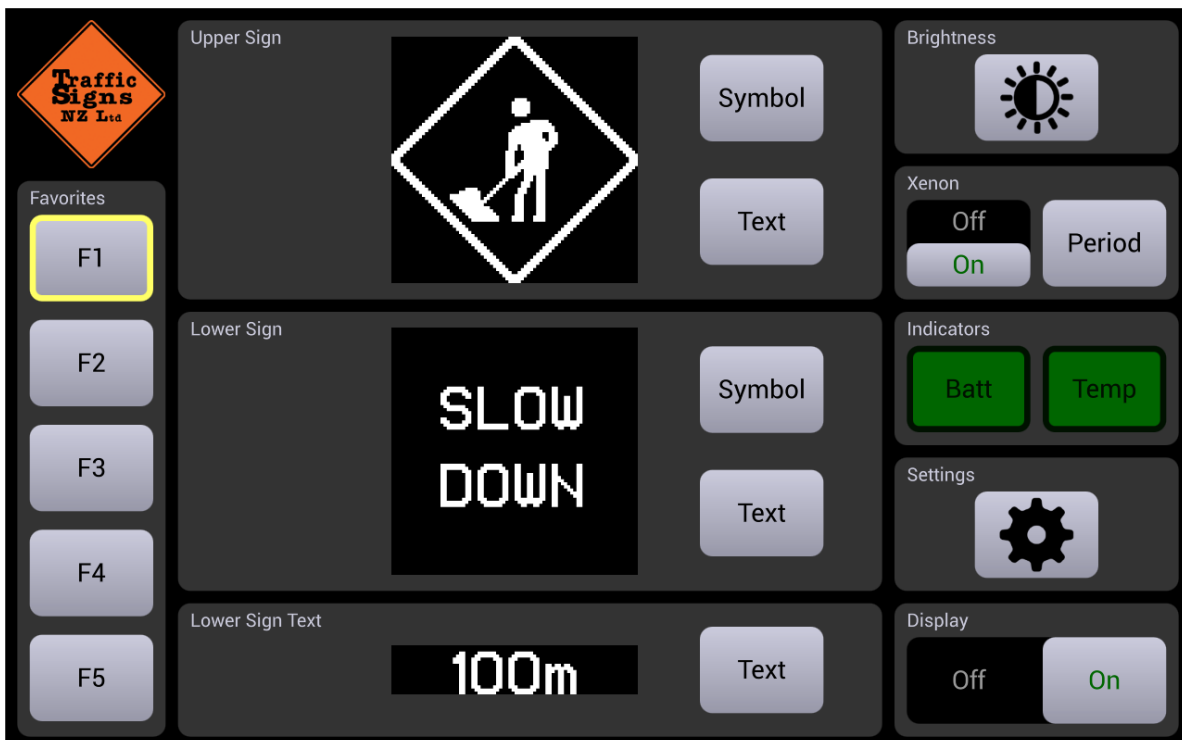 Traffic
Signs
NZ Ltd
Favorites
F1
F2
F3
F4
F5
Upper Sign
Symbol
Text
Lower Sign
SLOW
DOWN
Symbol
Text
Lower Sign Text
100m
Text
Brightness
Xenon
Off
On
Period
Indicators
Batt
Temp
Settings
Display
Off
On